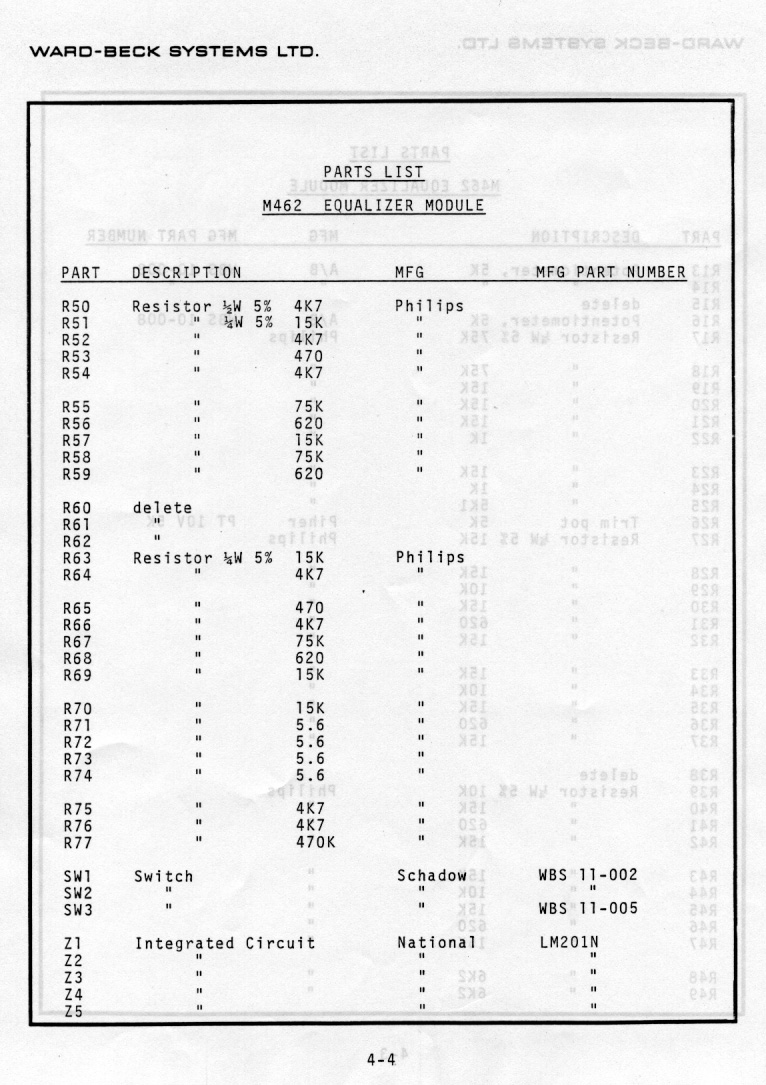 WARD-BECK SYSTEMS LTD.
PARTS LIST
M462 EQUALIZER MODULE
PART DESCRIPTION MFG MFG PART NUMBER
R50 Resistor ½W 5% 4K7 Philips
R51 " ¼W 5% 15K "
R52 " 4K7 "
R53 " 470 "
R54 " 4K7 "
R55 " 75K "
R56 " 620 "
R57 " 15K "
R58 " 75K "
R59 " 620 "
R60 delete
R61 "
R62 "
R63 Resistor ¼W 5% 15K Philips
R64 " 4K7 "
R65 " 470 "
R66 " 4K7 "
R67 " 75K "
R68 " 620 "
R69 " 15K "
R70 " 15K "
R71 " 5.6 "
R72 " 5.6 "
R73 " 5.6 "
R74 " 5.6 "
R75 " 4K7 "
R76 " 4K7 "
R77 " 470K "
SW1 Switch Schadow WBS 11-002
SW2 " " "
SW3 " " WBS 11-005
Z1 Integrated Circuit National LM201N
Z2 " " "
Z3 " " "
Z4 " " "
Z5 " " "
4-4